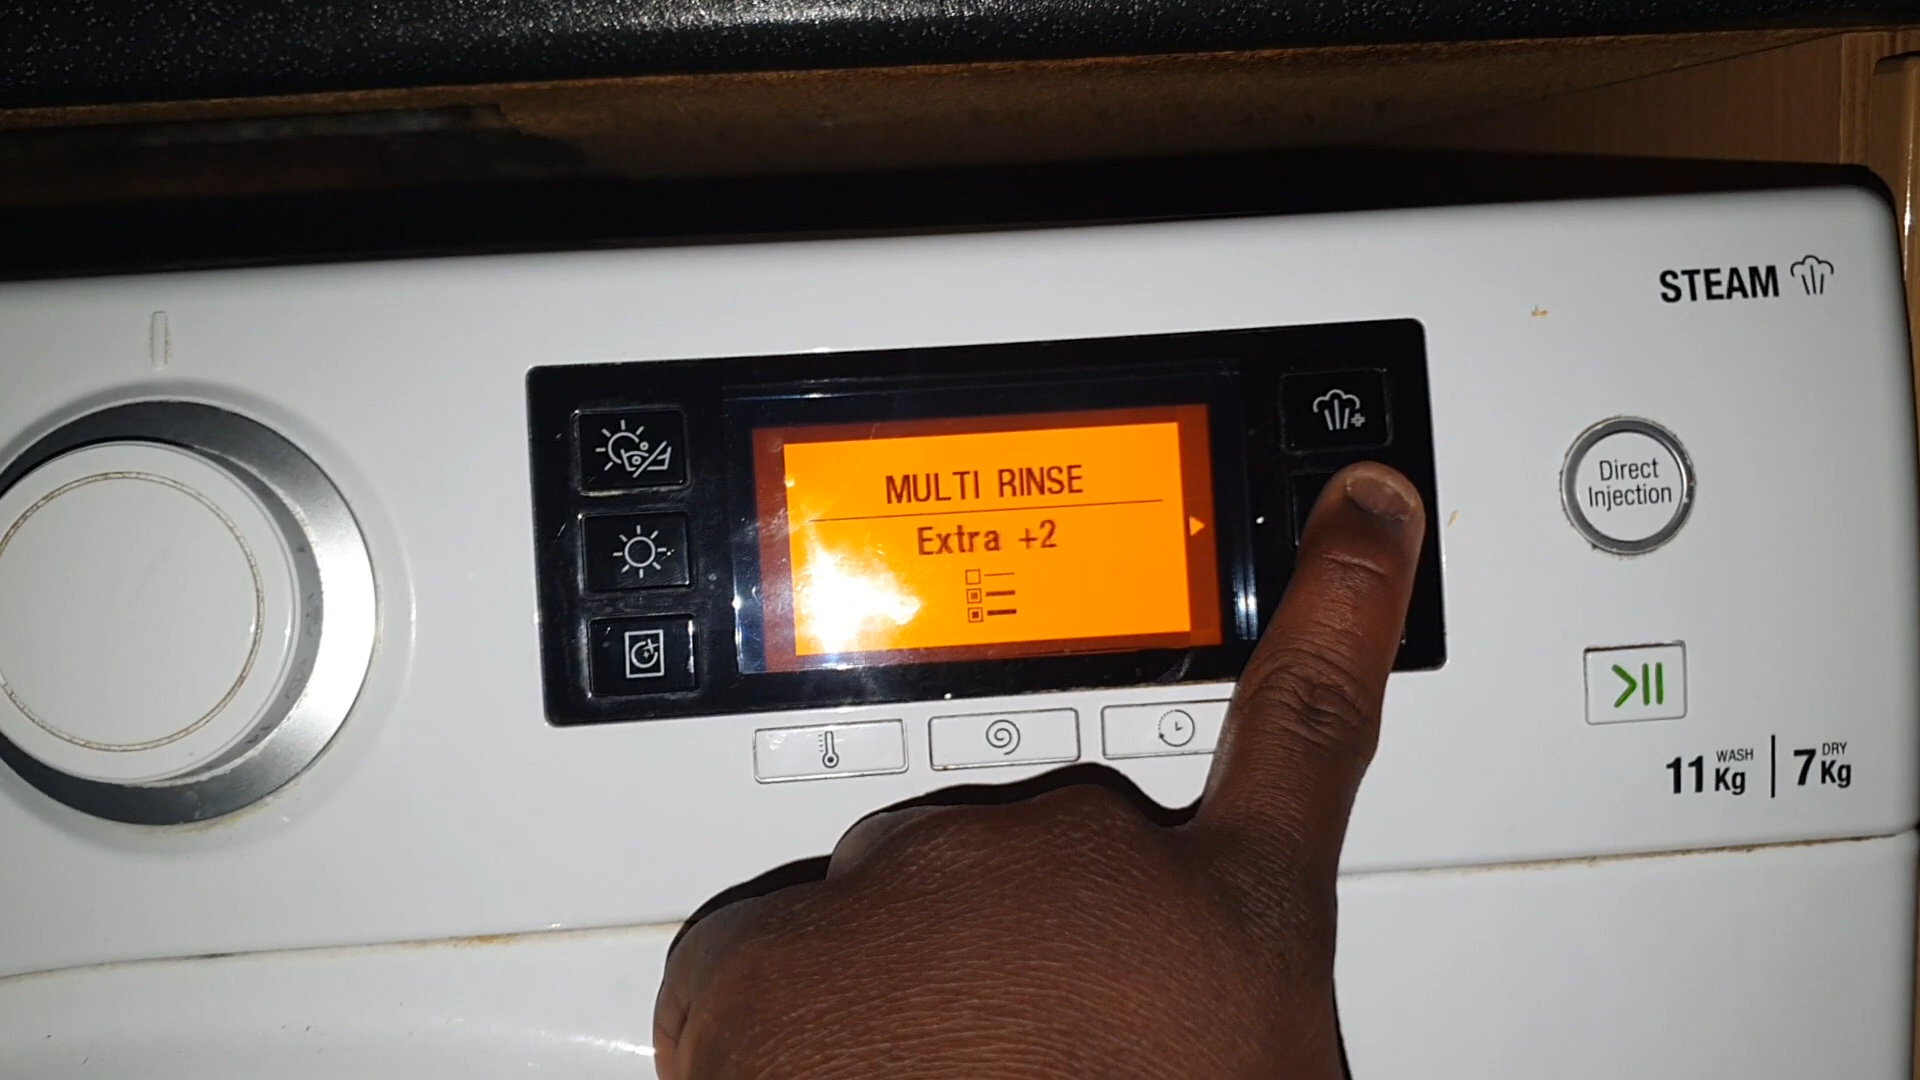 STEAM
MULTI RINSE
Extra +2
Direct
Injection
11 Kg WASH | 7 Kg DRY